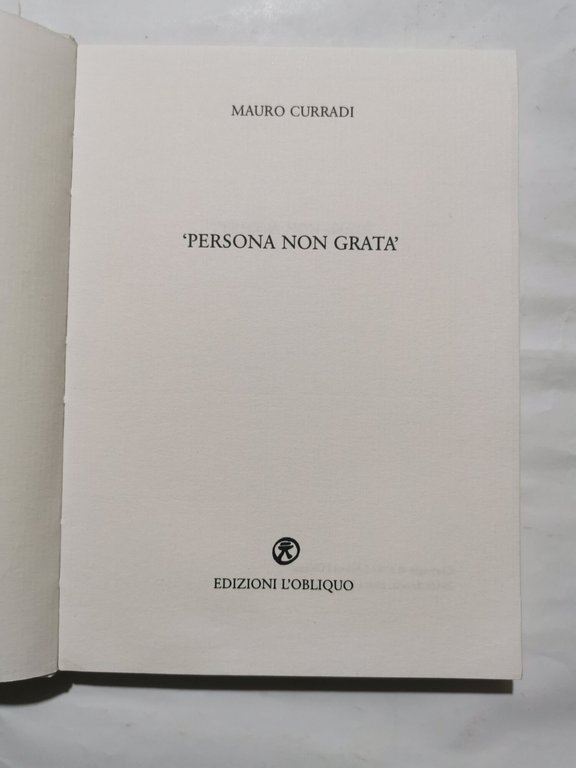 MAURO CURRADI
‘PERSONA NON GRATA’
EDIZIONI L’OBLIQUO